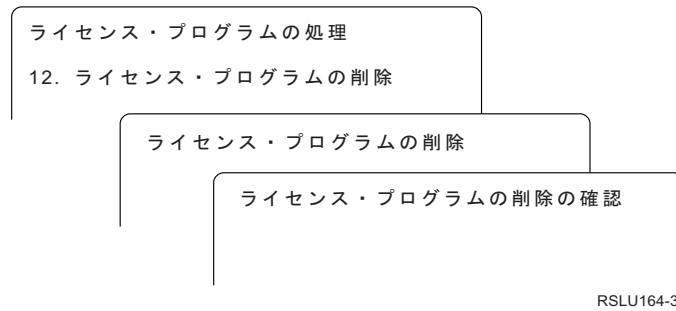 ライセンス・プログラムの処理
12. ライセンス・プログラムの削除
ライセンス・プログラムの削除
ライセンス・プログラムの削除の確認
RSLU164-3